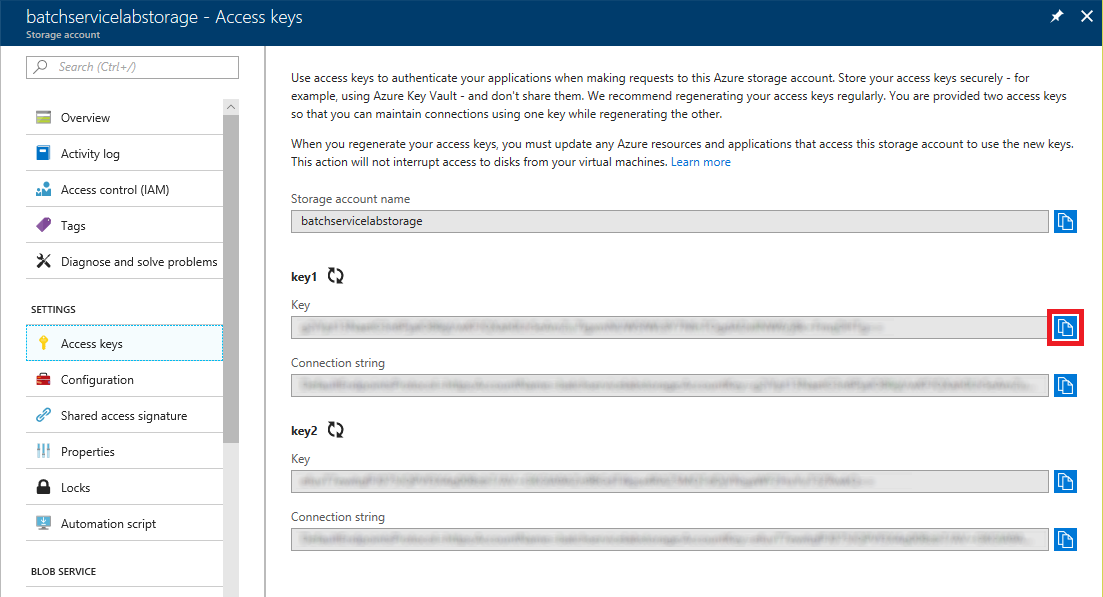 batchservicelabstorage - Access keys
Storage account
Search (Ctrl+/)
Overview
Activity log
Access control (IAM)
Tags
Diagnose and solve problems
SETTINGS
Access keys
Configuration
Shared access signature
Properties
Locks
Automation script
BLOB SERVICE
Use access keys to authenticate your applications when making requests to this Azure storage account. Store your access keys securely - for
example, using Azure Key Vault - and don't share them. We recommend regenerating your access keys regularly. You are provided two access keys
so that you can maintain connections using one key while regenerating the other.
When you regenerate your access keys, you must update any Azure resources and applications that access this storage account to use the new keys.
This action will not interrupt access to disks from your virtual machines. Learn more
Storage account name
batchservicelabstorage
key1
Key
Connection string
key2
Key
Connection string